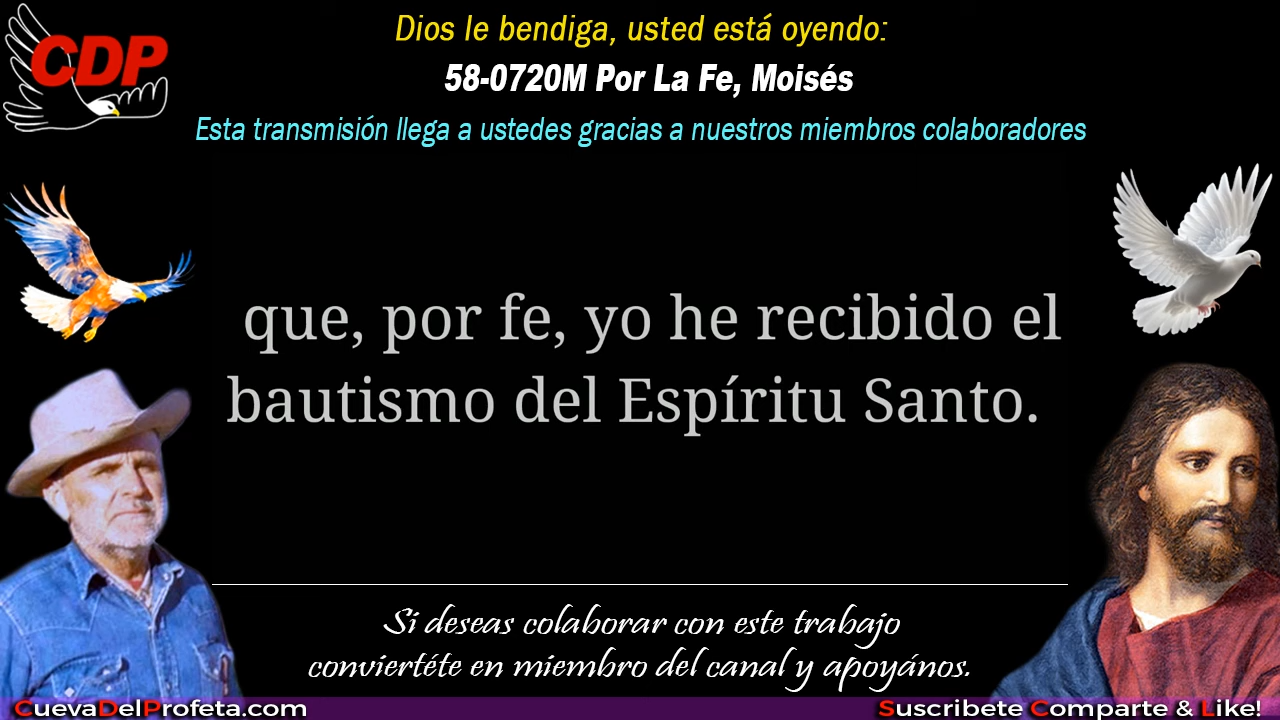 CDP
Dios le bendiga, usted está oyendo:
58-0720M Por La Fe, Moisés
Esta transmisión llega a ustedes gracias a nuestros miembros colaboradores
que, por fe, yo he recibido el
bautismo del Espíritu Santo.
Si deseas colaborar con este trabajo
conviertéte en miembro del canal y apoyános.
CuevaDelProfeta.com
Suscribete Comparte & Like!